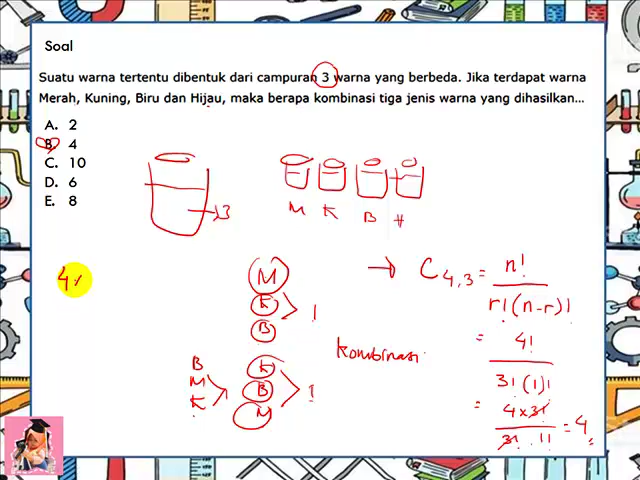 Soal
Suatu warna tertentu dibentuk dari campuran 3 warna yang berbeda. Jika terdapat warna
Merah, Kuning, Biru dan Hijau, maka berapa kombinasi tiga jenis warna yang dihasilkan...
A. 2
B. 4
C. 10
D. 6
E. 8
3
M K B H
4
M
K
B
1
B
M
K
K
B
M
1
Kombinasi
→ C4,3 = n!
r!(n-r)!
= 4!
3!(1)!
= 4×3!
3! 1! = 4